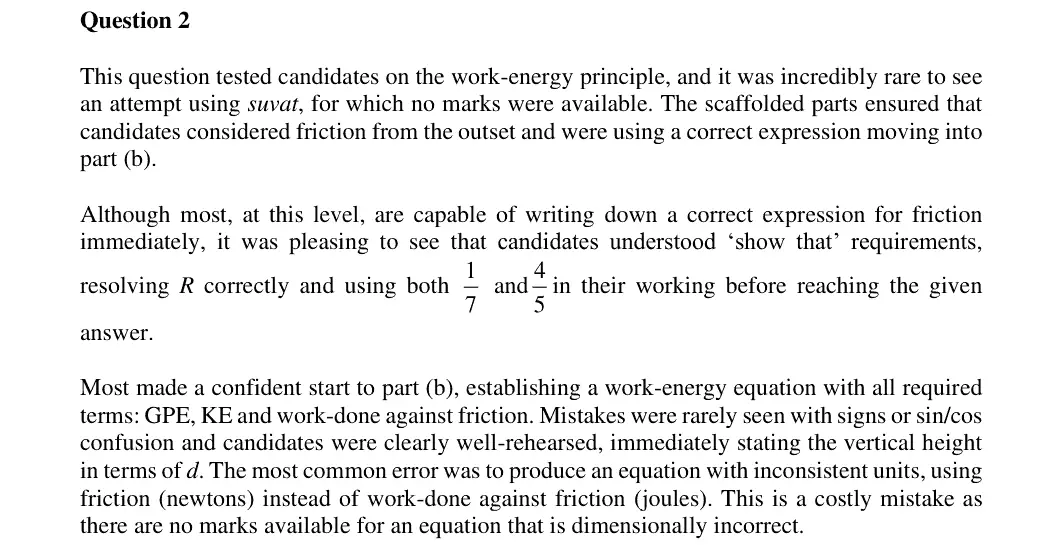 Question 2
This question tested candidates on the work-energy principle, and it was incredibly rare to see
an attempt using suvat, for which no marks were available. The scaffolded parts ensured that
candidates considered friction from the outset and were using a correct expression moving into
part (b).
Although most, at this level, are capable of writing down a correct expression for friction
immediately, it was pleasing to see that candidates understood ‘show that’ requirements,
resolving R correctly and using both 1/7 and 4/5 in their working before reaching the given
answer.
Most made a confident start to part (b), establishing a work-energy equation with all required
terms: GPE, KE and work-done against friction. Mistakes were rarely seen with signs or sin/cos
confusion and candidates were clearly well-rehearsed, immediately stating the vertical height
in terms of d. The most common error was to produce an equation with inconsistent units, using
friction (newtons) instead of work-done against friction (joules). This is a costly mistake as
there are no marks available for an equation that is dimensionally incorrect.